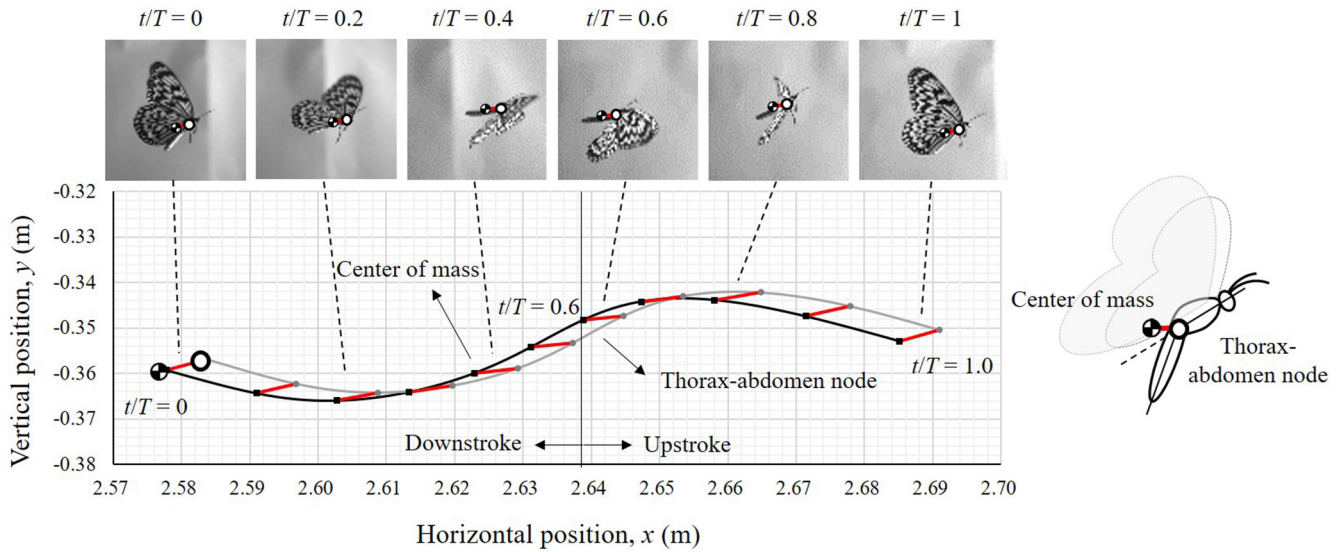 t/T = 0
t/T = 0.2
t/T = 0.4
t/T = 0.6
t/T = 0.8
t/T = 1
-0.32
-0.33
-0.34
-0.35
-0.36
-0.37
-0.38
Vertical position, y (m)
Center of mass
t/T = 0.6
Thorax-abdomen node
t/T = 0
t/T = 1.0
Downstroke
Upstroke
2.57 2.58 2.60 2.61 2.62 2.63 2.64 2.65 2.66 2.67 2.68 2.69 2.70
Horizontal position, x (m)
Center of mass
Thorax-
abdomen node